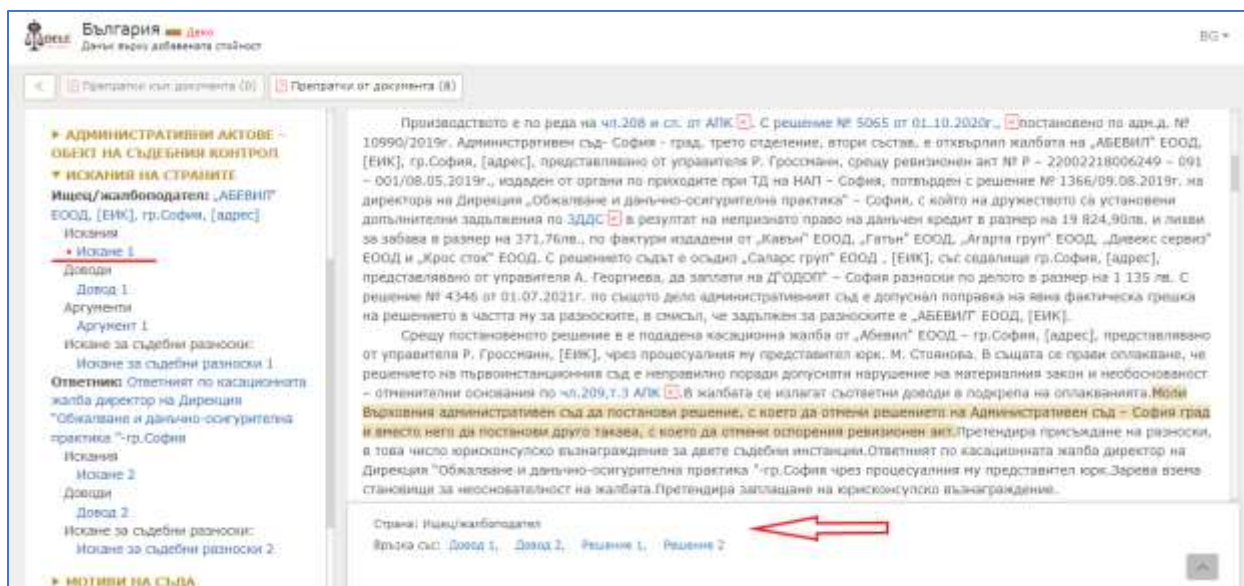 ADELE България Демо
Данък върху добавената стойност
BG
Препратки към документа (0) Препратки от документа (8)
АДМИНИСТРАТИВНИ АКТОВЕ –
ОБЕКТ НА СЪДЕБНИЯ КОНТРОЛ
ИСКАНИЯ НА СТРАНИТЕ
Ищец/жалбоподател: „АБЕВИЛ"
ЕООД, [ЕИК], гр.София, [адрес]
Искания
• Искане 1
Доводи
Довод 1
Аргументи
Аргумент 1
Искане за съдебни разноски:
Искане за съдебни разноски 1
Ответник: Ответният по касационната
жалба директор на Дирекция
"Обжалване и данъчно-осигурителна
практика "-гр.София
Искания
Искане 2
Доводи
Довод 2
Искане за съдебни разноски:
Искане за съдебни разноски 2
МОТИВИ НА СЪДА
Производството е по реда на чл.208 и сл. от АПК. С решение № 5065 от 01.10.2020г., постановено по адм.д. №
10990/2019г. Административен съд- София - град, трето отделение, втори състав, е отхвърлил жалбата на „АБЕВИЛ" ЕООД,
[ЕИК], гр.София, [адрес], представлявано от управителя Р. Гроссманн, срещу ревизионен акт № Р – 22002218006249 – 091
– 001/08.05.2019г., издаден от органи по приходите при ТД на НАП – София, потвърден с решение № 1366/09.08.2019г. на
директора на Дирекция „Обжалване и данъчно-осигурителна практика" – София, с който на дружеството са установени
допълнителни задължения по ЗДДС в резултат на непризнато право на данъчен кредит в размер на 19 824,90лв. и лихви
за забава в размер на 371,76лв., по фактури издадени от „Кавън" ЕООД, „Гатън" ЕООД, „Агарта груп" ЕООД, „Дивекс сервиз"
ЕООД и „Крос сток" ЕООД. С решението съдът е осъдил „Саларс груп" ЕООД , [ЕИК], със седалище гр.София, [адрес],
представлявано от управителя А. Георгиева, да заплати на Д"ОДОП" – София разноски по делото в размер на 1 135 лв. С
решение № 4346 от 01.07.2021г. по същото дело административният съд е допуснал поправка на явна фактическа грешка
на решението в частта му за разноските, в смисъл, че задължен за разноските е „АБЕВИЛ" ЕООД, [ЕИК].
Срещу постановеното решение в е подадена касационна жалба от „Абевил" ЕООД – гр.София, [адрес], представлявано
от управителя Р. Гроссманн, [ЕИК], чрез процесуалния му представител юрк. М. Стоянова. В същата се прави оплакване, че
решението на първоинстанционния съд е неправилно поради допуснати нарушение на материалния закон и необоснованост
– отменителни основания по чл.209,т.3 АПК.В жалбата се излагат съответни доводи в подкрепа на оплакванията.Моли
Върховния административен съд да постанови решение, с което да отмени решението на Административен съд – София град
и вместо него да постанови друго такова, с което да отмени оспорения ревизионен акт.Претендира присъждане на разноски,
в това число юрисконсулско възнаграждение за двете съдебни инстанции.Ответният по касационната жалба директор на
Дирекция "Обжалване и данъчно-осигурителна практика "-гр.София чрез процесуалния му представител юрк.Зарева взема
становище за неоснователност на жалбата.Претендира заплащане на юрисконсулско възнаграждение.
Страна: Ищец/жалбоподател
Връзка със: Довод 1, Довод 2, Решение 1, Решение 2